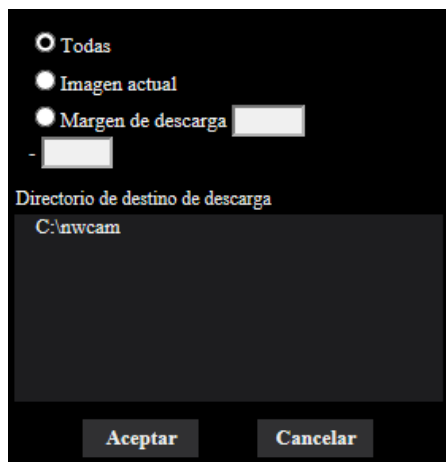 Todas
Imagen actual
Margen de descarga
-
Directorio de destino de descarga
C:\nwcam
Aceptar Cancelar